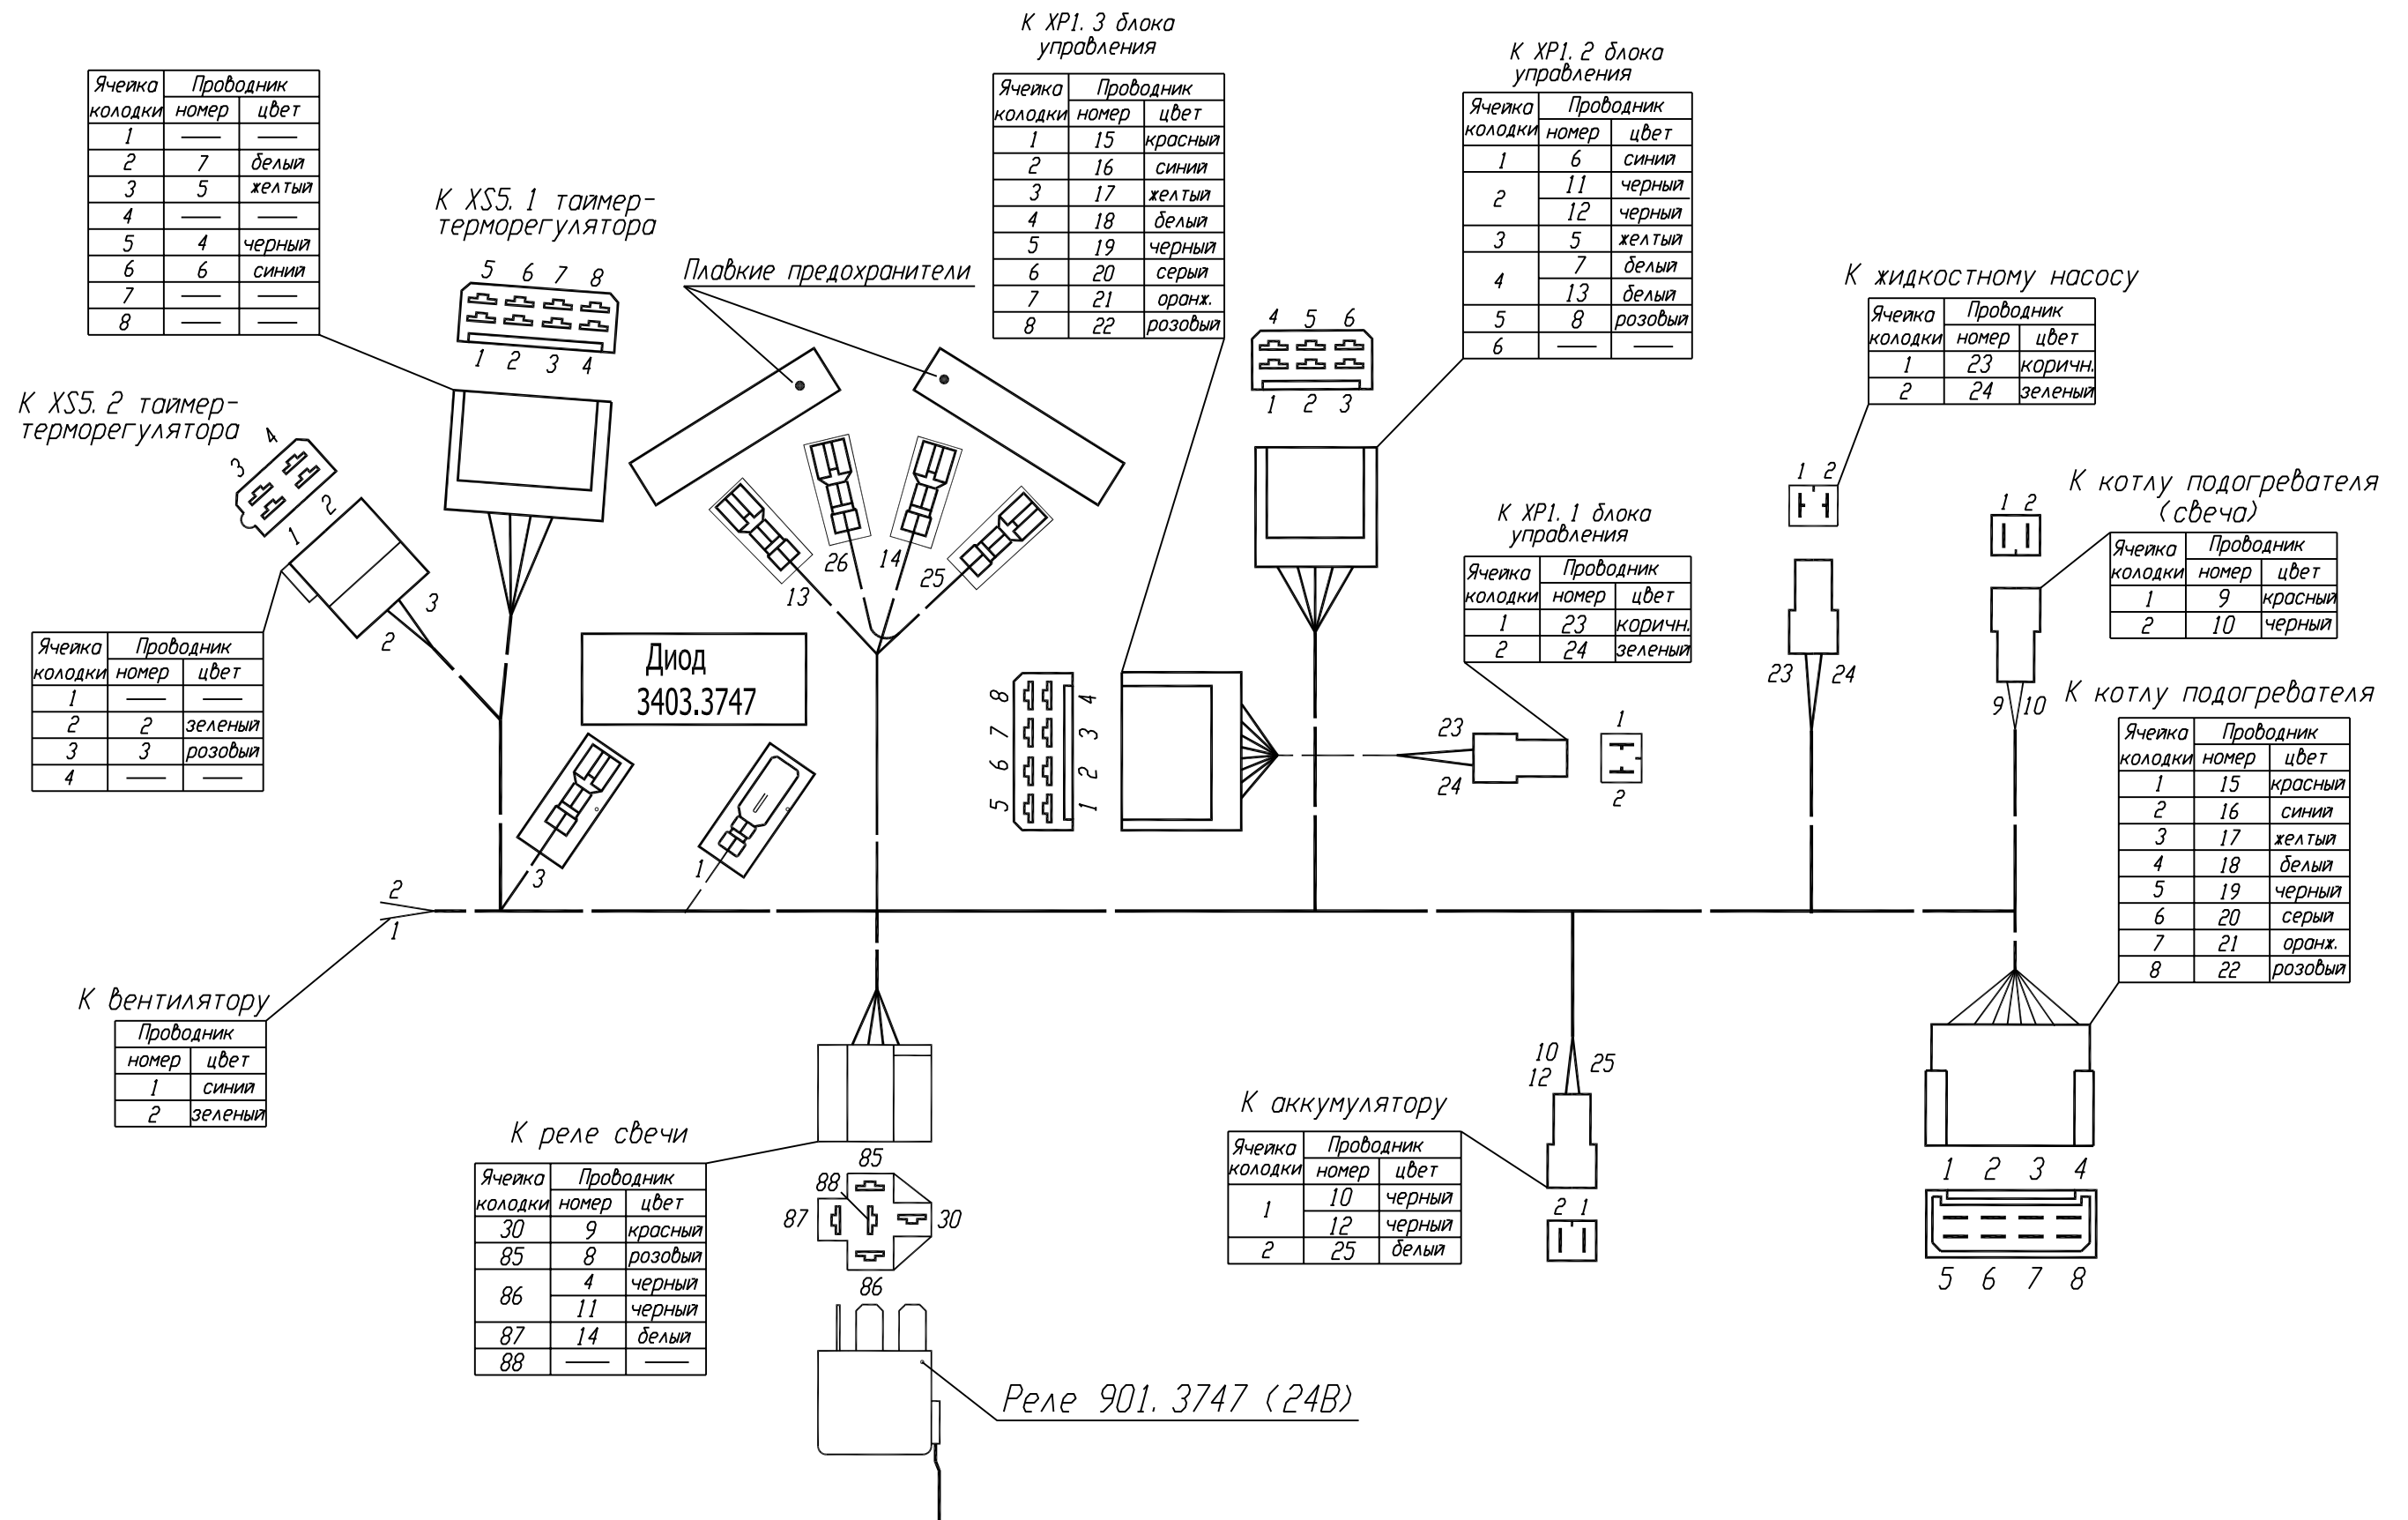 К XP1.3 блока
управления
Ячейка колодки Проводник
номер цвет
1 15 красный
2 16 синий
3 17 желтый
4 18 белый
5 19 черный
6 20 серый
7 21 оранж.
8 22 розовый
К XP1.2 блока
управления
Ячейка колодки Проводник
номер цвет
1 6 синий
2 11 черный
12 черный
3 5 желтый
4 7 белый
13 белый
5 8 розовый
6 — —
4 5 6
1 2 3
Ячейка колодки Проводник
номер цвет
1 — —
2 7 белый
3 5 желтый
4 — —
5 4 черный
6 6 синий
7 — —
8 — —
К XS5.1 таймер-
терморегулятора
5 6 7 8
1 2 3 4
Плавкие предохранители
13
26
14
25
К жидкостному насосу
Ячейка колодки Проводник
номер цвет
1 23 коричн.
2 24 зеленый
1 2
23 24
К XS5.2 таймер-
терморегулятора
4
3
2
1
3
2
Ячейка колодки Проводник
номер цвет
1 — —
2 2 зеленый
3 3 розовый
4 — —
Диод
3403.3747
3
1
8 7 6 5
4 3 2 1
К XP1.1 блока
управления
Ячейка колодки Проводник
номер цвет
1 23 коричн.
2 24 зеленый
23
24
1
2
К котлу подогревателя
(свеча)
Ячейка колодки Проводник
номер цвет
1 9 красный
2 10 черный
1 2
9 10
К котлу подогревателя
Ячейка колодки Проводник
номер цвет
1 15 красный
2 16 синий
3 17 желтый
4 18 белый
5 19 черный
6 20 серый
7 21 оранж.
8 22 розовый
1 2 3 4
5 6 7 8
2
1
К вентилятору
Проводник
номер цвет
1 синий
2 зеленый
К реле свечи
Ячейка колодки Проводник
номер цвет
30 9 красный
85 8 розовый
86 4 черный
11 черный
87 14 белый
88 — —
85
88
87
30
86
Реле 901.3747 (24В)
К аккумулятору
Ячейка колодки Проводник
номер цвет
1 10 черный
12 черный
2 25 белый
10
12
25
2 1